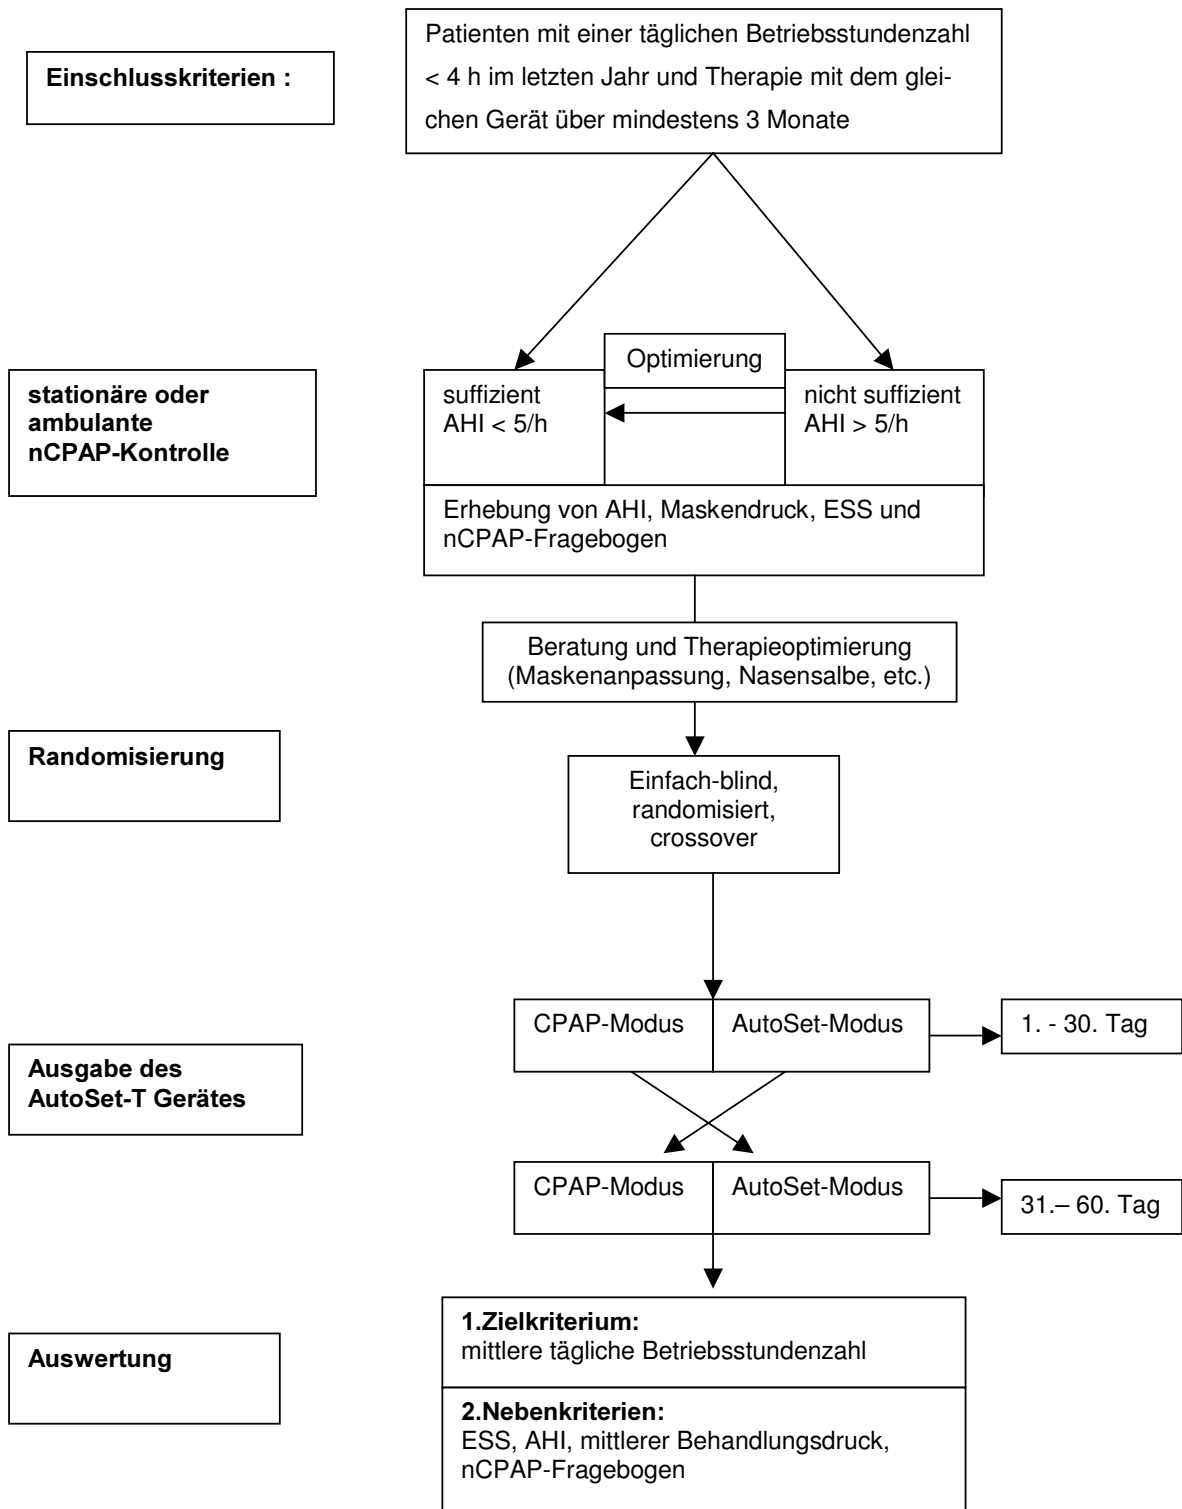 Einschlusskriterien :
Patienten mit einer täglichen Betriebsstundenzahl
< 4 h im letzten Jahr und Therapie mit dem glei-
chen Gerät über mindestens 3 Monate
stationäre oder
ambulante
nCPAP-Kontrolle
suffizient
AHI < 5/h
Optimierung
nicht suffizient
AHI > 5/h
Erhebung von AHI, Maskendruck, ESS und
nCPAP-Fragebogen
Beratung und Therapieoptimierung
(Maskenanpassung, Nasensalbe, etc.)
Randomisierung
Einfach-blind,
randomisiert,
crossover
Ausgabe des
AutoSet-T Gerätes
CPAP-Modus
AutoSet-Modus
1. - 30. Tag
CPAP-Modus
AutoSet-Modus
31.– 60. Tag
Auswertung
1.Zielkriterium:
mittlere tägliche Betriebsstundenzahl
2.Nebenkriterien:
ESS, AHI, mittlerer Behandlungsdruck,
nCPAP-Fragebogen